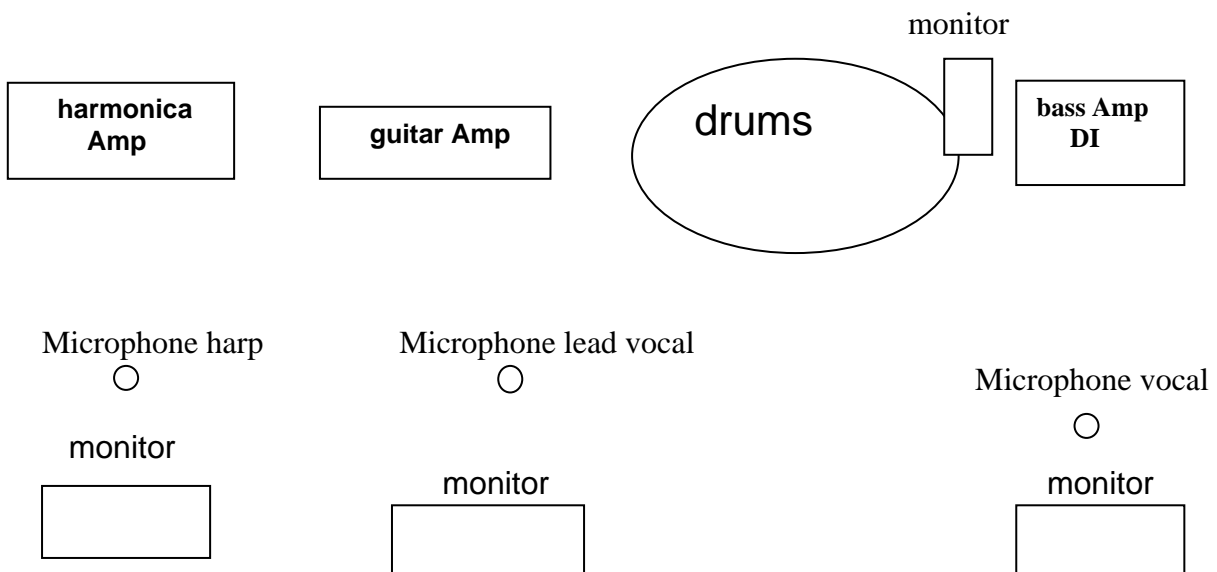 monitor
harmonica
Amp
guitar Amp
drums
bass Amp
DI
Microphone harp
Microphone lead vocal
Microphone vocal
monitor
monitor
monitor